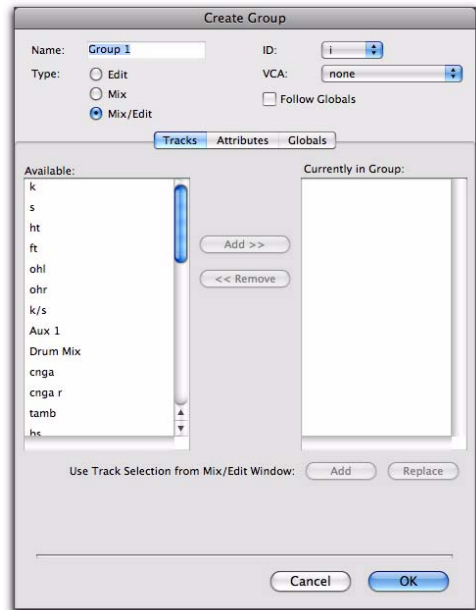 Create Group
Name: Group 1 ID: i
Type: Edit VCA: none
Mix Follow Globals
Mix/Edit
Tracks Attributes Globals
Available: Currently in Group:
k
s
ht
ft
ohl
ohr
k/s
Aux 1
Drum Mix
cnga
cnga r
tamb
bs
Add >>
<< Remove
Use Track Selection from Mix/Edit Window: Add Replace
Cancel OK